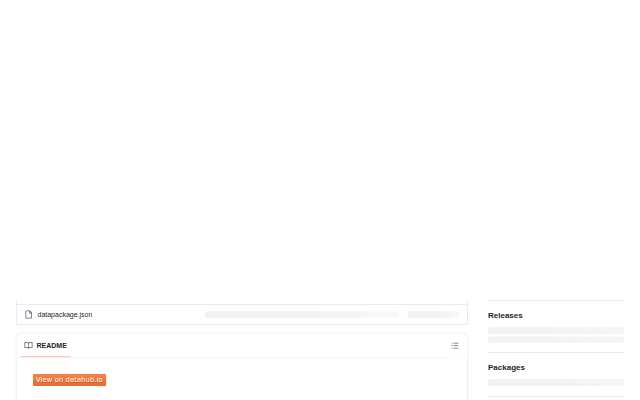 datapackage.json
Releases
README
Packages
View on datahub.io